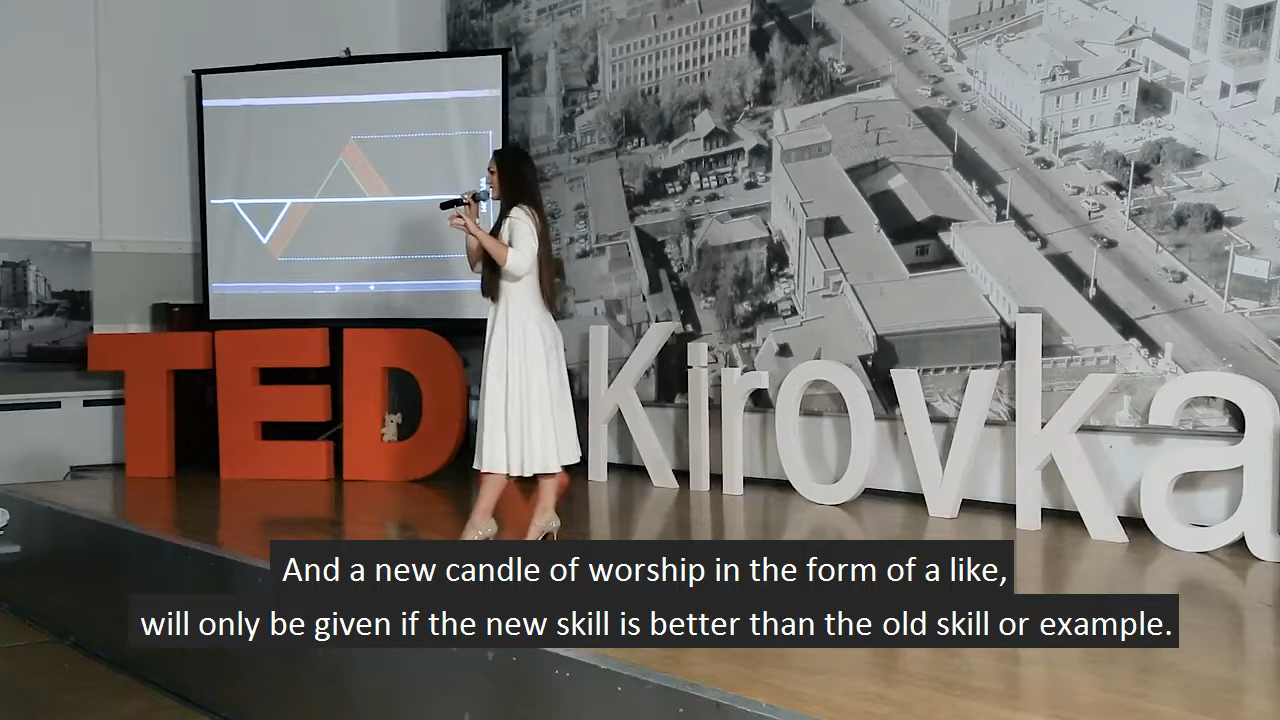 TED
Kirovka
And a new candle of worship in the form of a like,
will only be given if the new skill is better than the old skill or example.